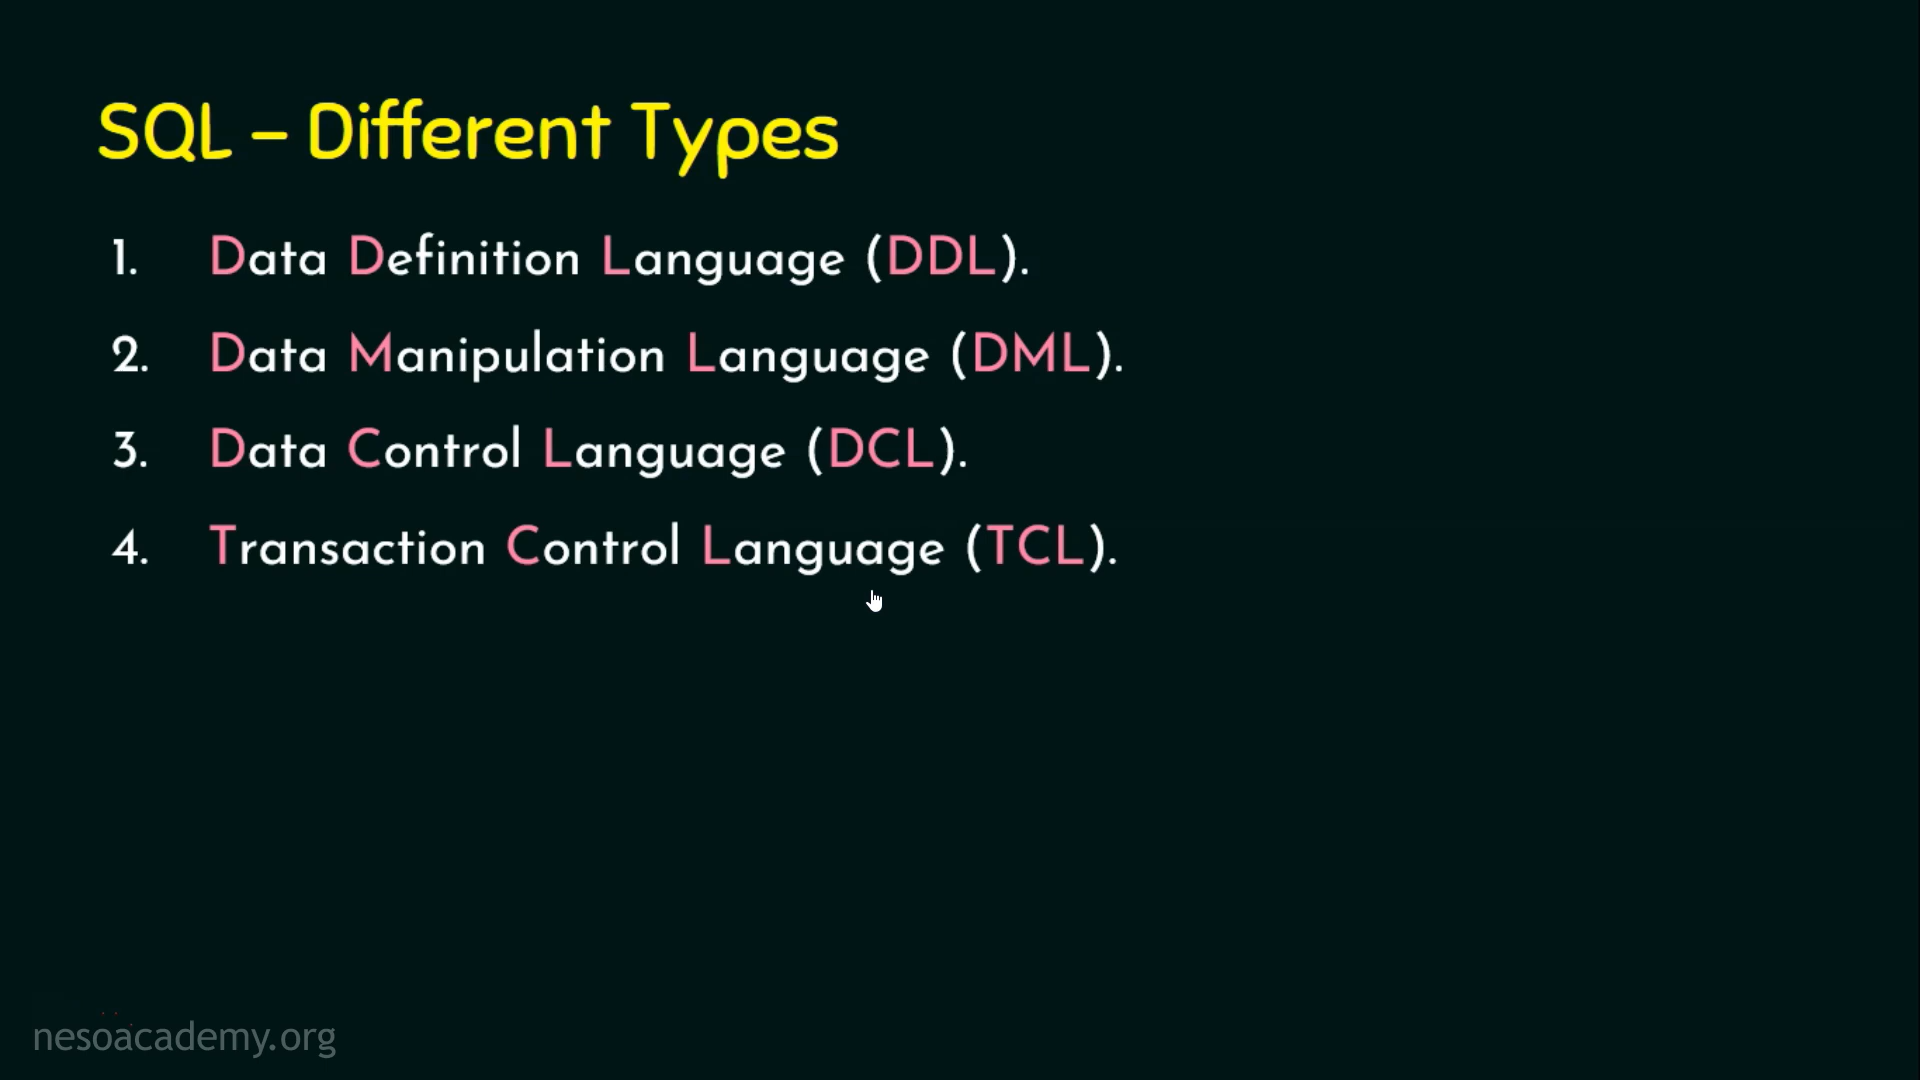 SQL – Different Types
1. Data Definition Language (DDL).
2. Data Manipulation Language (DML).
3. Data Control Language (DCL).
4. Transaction Control Language (TCL).
nesoacademy.org